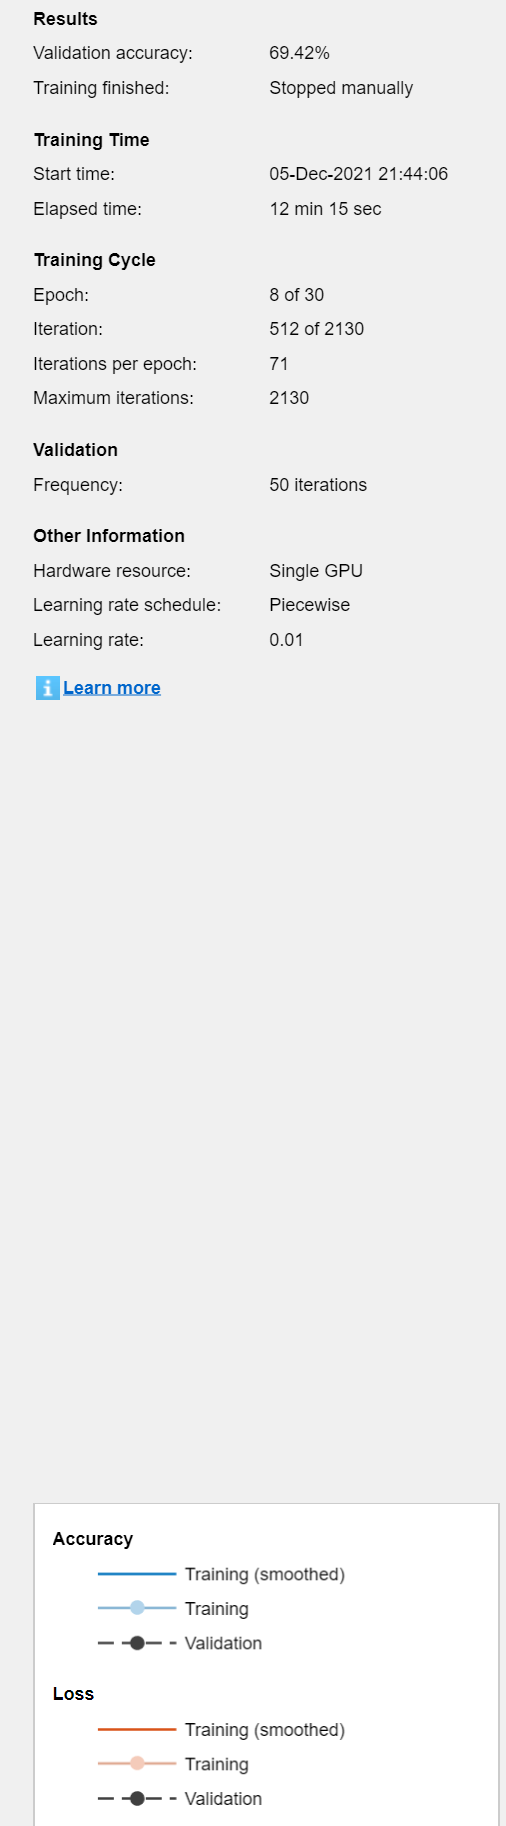 Results
Validation accuracy: 69.42%
Training finished: Stopped manually
Training Time
Start time: 05-Dec-2021 21:44:06
Elapsed time: 12 min 15 sec
Training Cycle
Epoch: 8 of 30
Iteration: 512 of 2130
Iterations per epoch: 71
Maximum iterations: 2130
Validation
Frequency: 50 iterations
Other Information
Hardware resource: Single GPU
Learning rate schedule: Piecewise
Learning rate: 0.01
Learn more
Accuracy
Training (smoothed)
Training
Validation
Loss
Training (smoothed)
Training
Validation